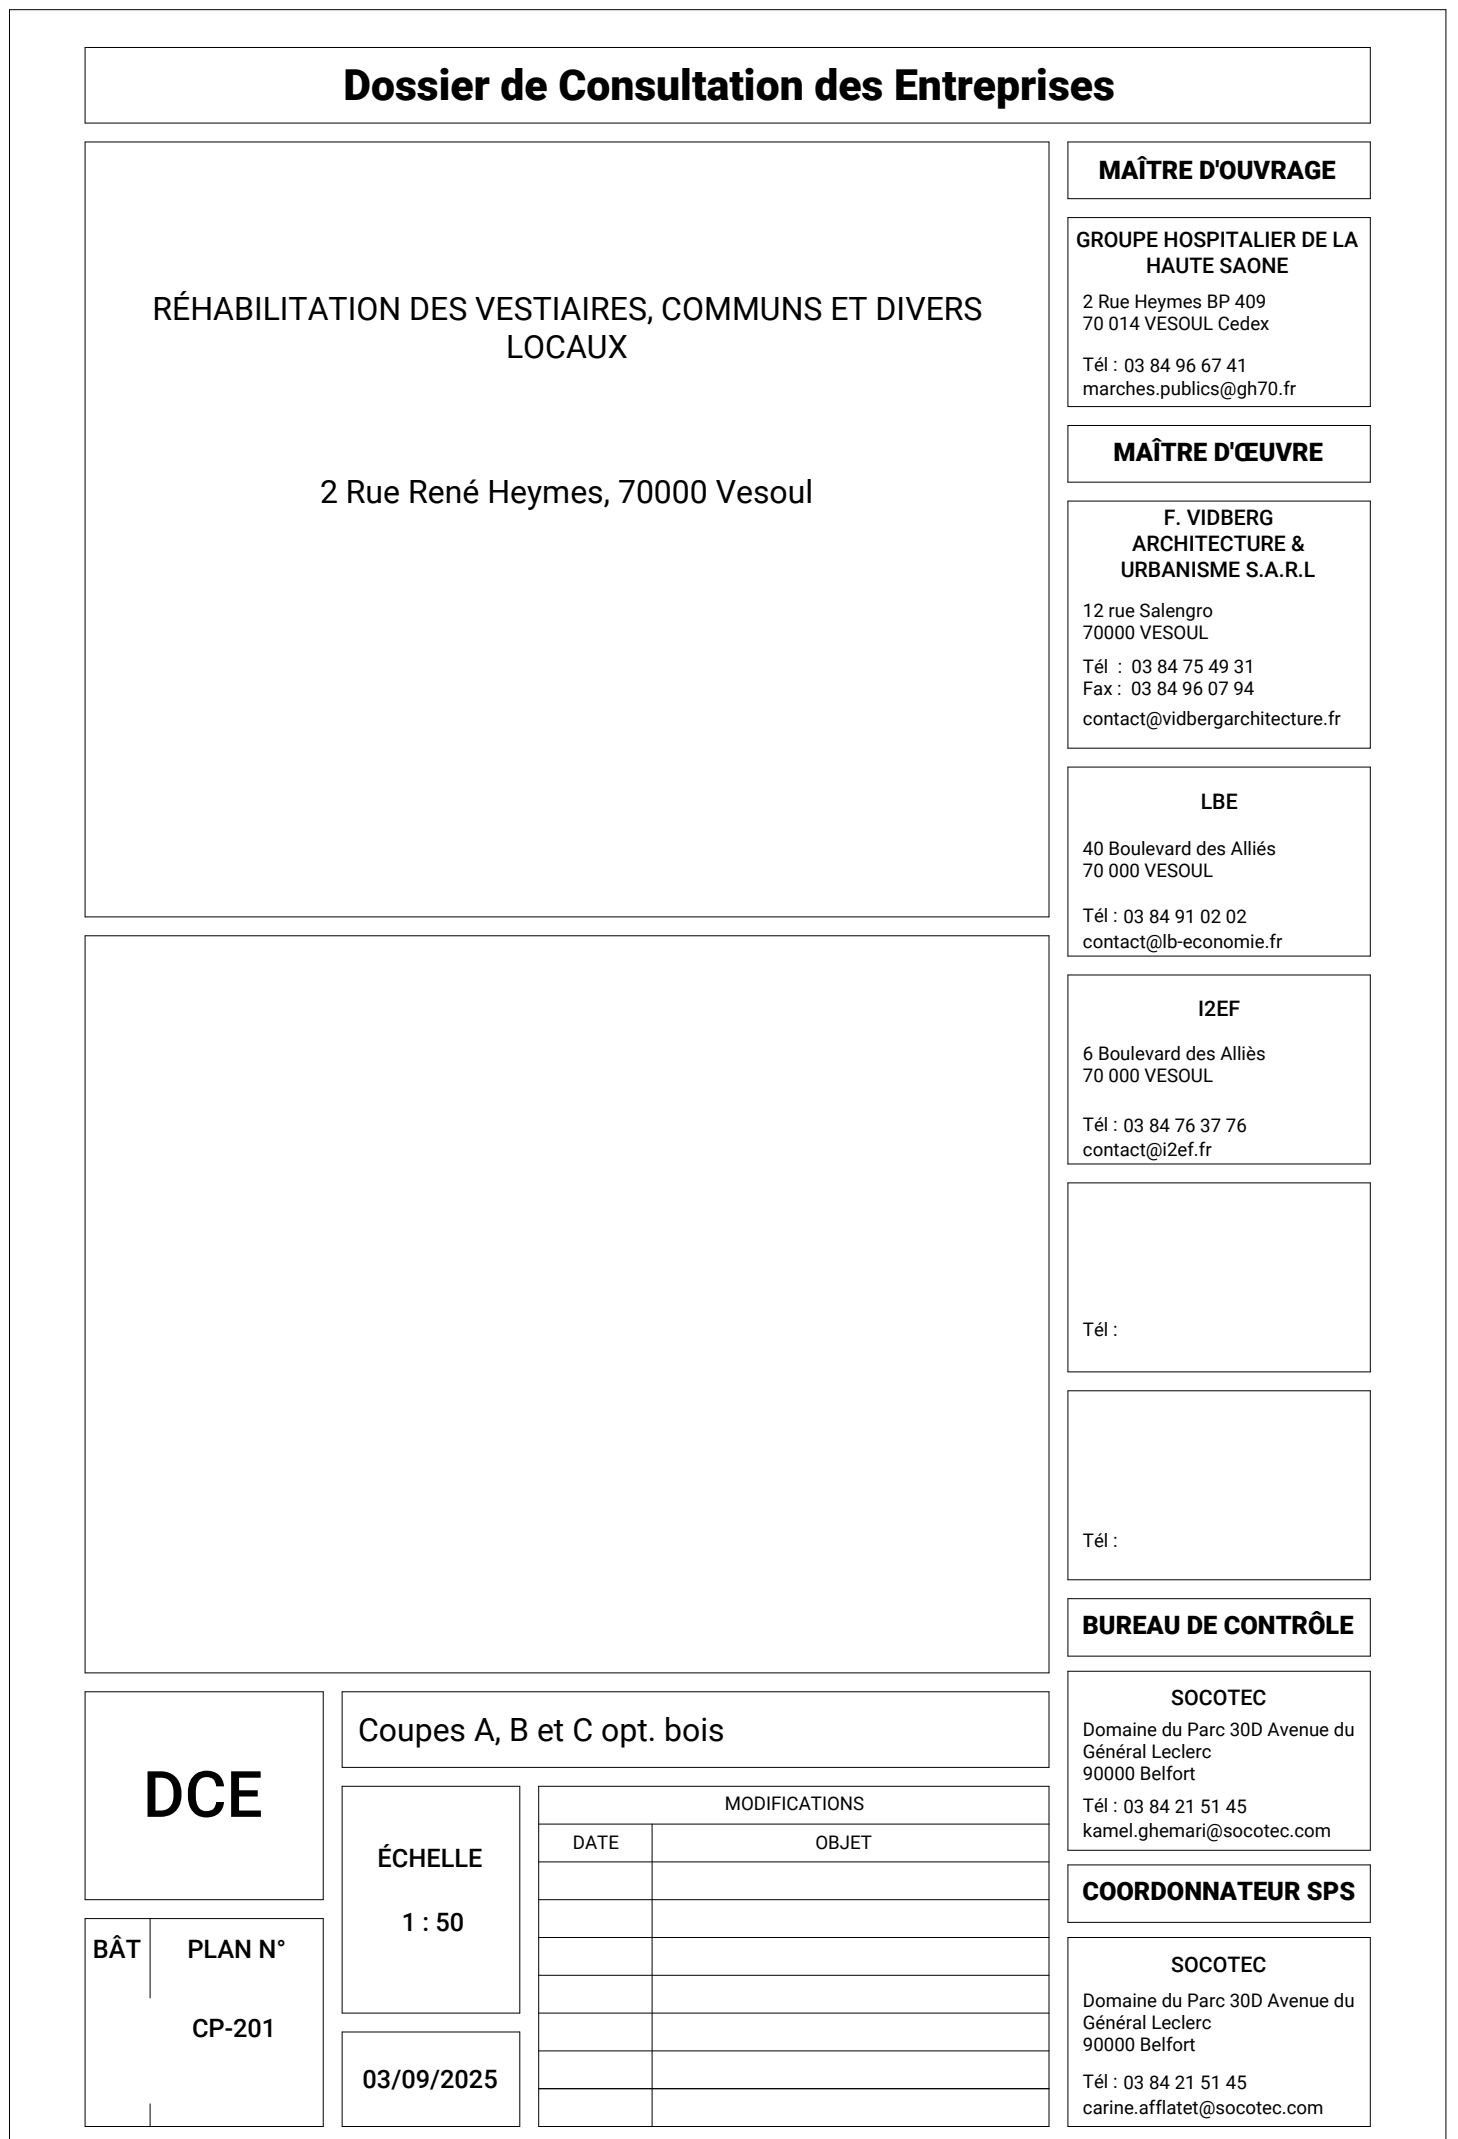 Dossier de Consultation des Entreprises
RÉHABILITATION DES VESTIAIRES, COMMUNS ET DIVERS
LOCAUX
2 Rue René Heymes, 70000 Vesoul
MAÎTRE D'OUVRAGE
GROUPE HOSPITALIER DE LA
HAUTE SAONE
2 Rue Heymes BP 409
70 014 VESOUL Cedex
Tél : 03 84 96 67 41
marches.publics@gh70.fr
MAÎTRE D'ŒUVRE
F. VIDBERG
ARCHITECTURE &
URBANISME S.A.R.L
12 rue Salengro
70000 VESOUL
Tél : 03 84 75 49 31
Fax : 03 84 96 07 94
contact@vidbergarchitecture.fr
LBE
40 Boulevard des Alliés
70 000 VESOUL
Tél : 03 84 91 02 02
contact@lb-economie.fr
I2EF
6 Boulevard des Alliès
70 000 VESOUL
Tél : 03 84 76 37 76
contact@i2ef.fr
Tél :
Tél :
BUREAU DE CONTRÔLE
SOCOTEC
Domaine du Parc 30D Avenue du
Général Leclerc
90000 Belfort
Tél : 03 84 21 51 45
kamel.ghemari@socotec.com
COORDONNATEUR SPS
SOCOTEC
Domaine du Parc 30D Avenue du
Général Leclerc
90000 Belfort
Tél : 03 84 21 51 45
carine.afflatet@socotec.com
DCE
Coupes A, B et C opt. bois
ÉCHELLE
1 : 50
MODIFICATIONS
DATE OBJET
BÂT PLAN N°
CP-201
03/09/2025